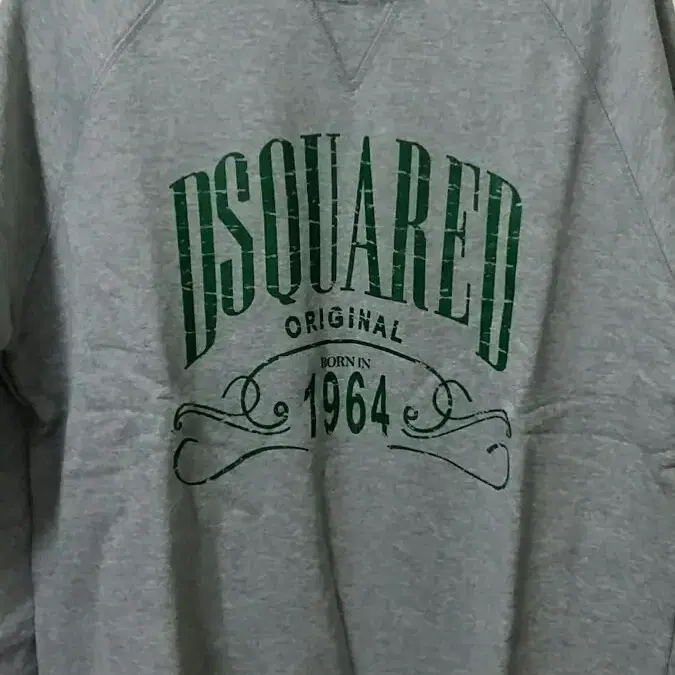 DSQUARED
ORIGINAL
BORN IN
1964